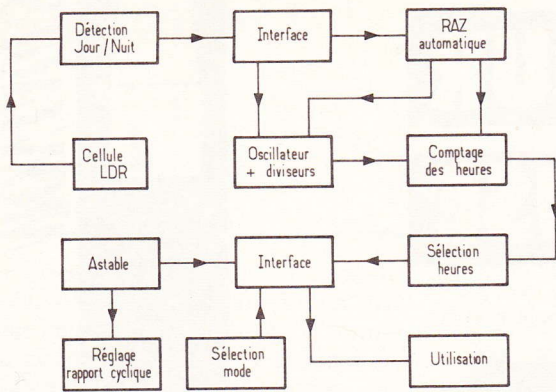 Détection
Jour/Nuit
Interface
RAZ
automatique
Cellule
LDR
Oscillateur
+ diviseurs
Comptage
des heures
Astable
Interface
Sélection
heures
Réglage
rapport cyclique
Sélection
mode
Utilisation